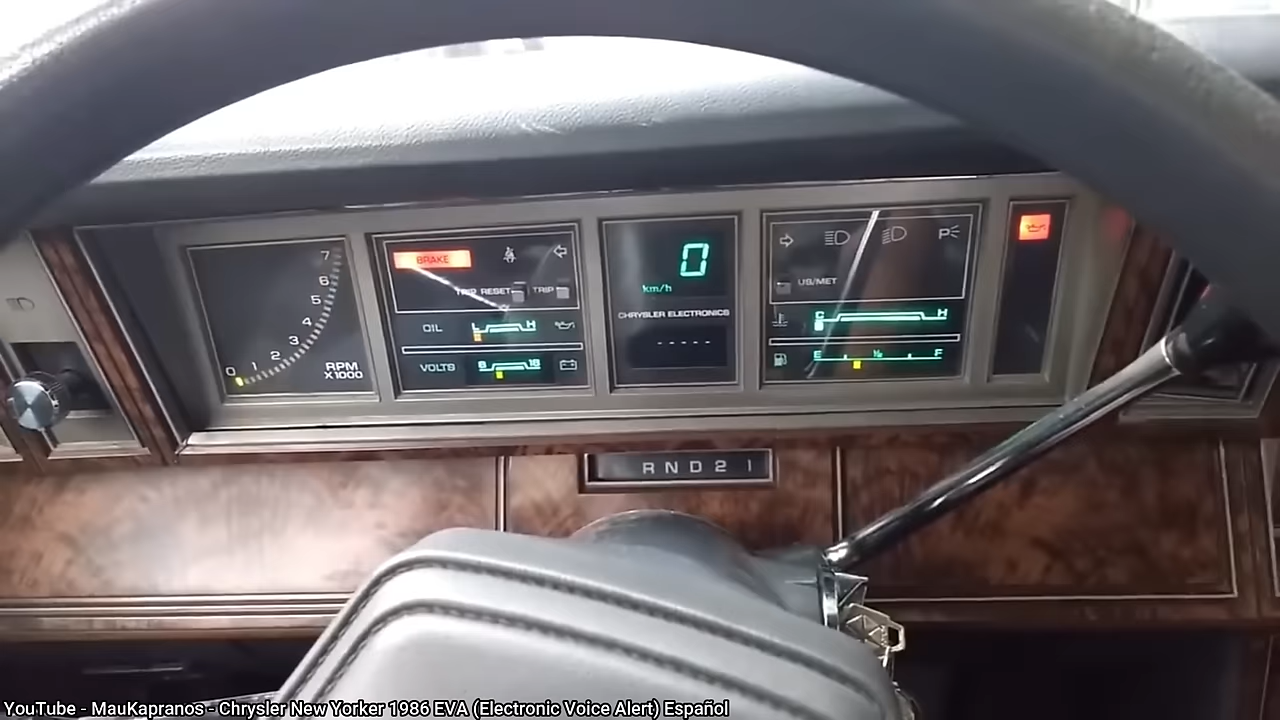 7
6
5
4
3
2
1
0
RPM
X1000
BRAKE
TRIP RESET TRIP
OIL L H
VOLTS 8 18
0
km/h
CHRYSLER ELECTRONICS
- - - - -
P
US/MET
C H
E ½ F
R N D 2 1
YouTube - MauKapranos - Chrysler New Yorker 1986 EVA (Electronic Voice Alert) Español